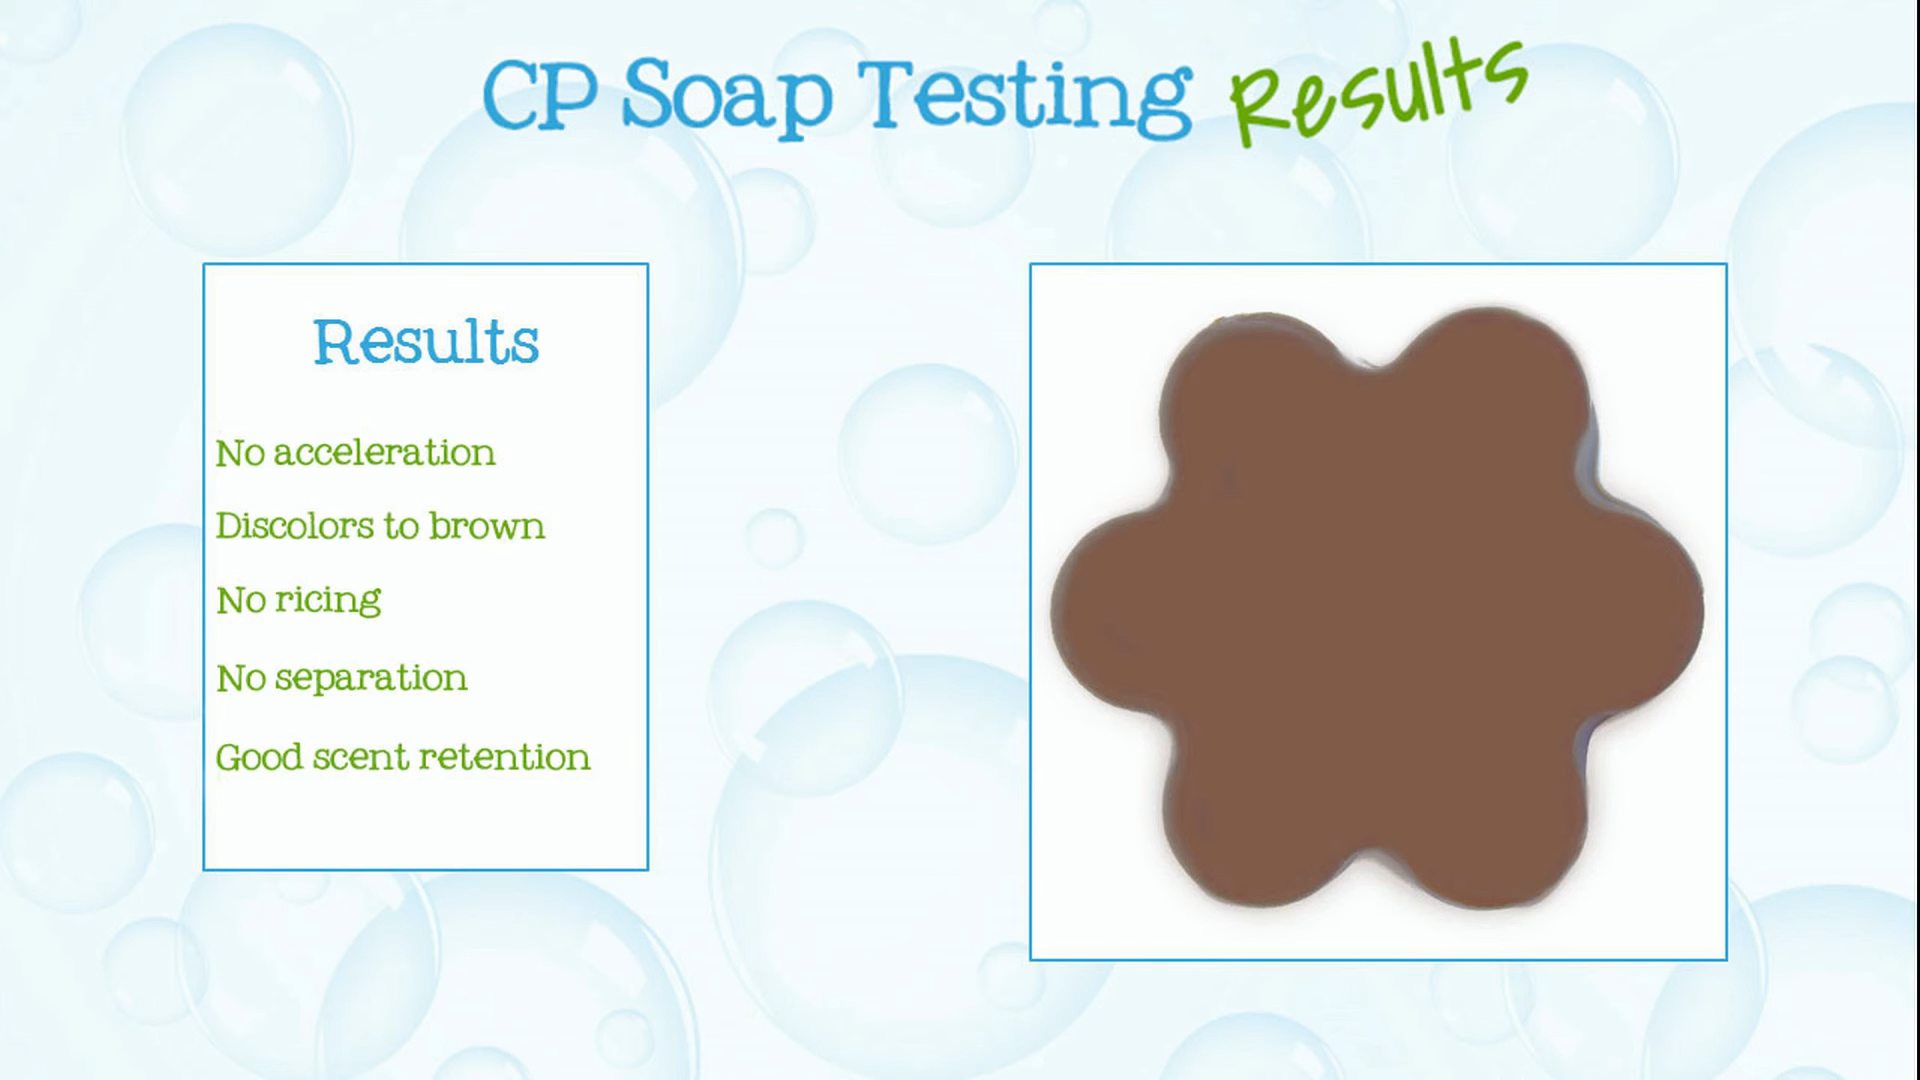 CP Soap Testing Results
Results
No acceleration
Discolors to brown
No ricing
No separation
Good scent retention